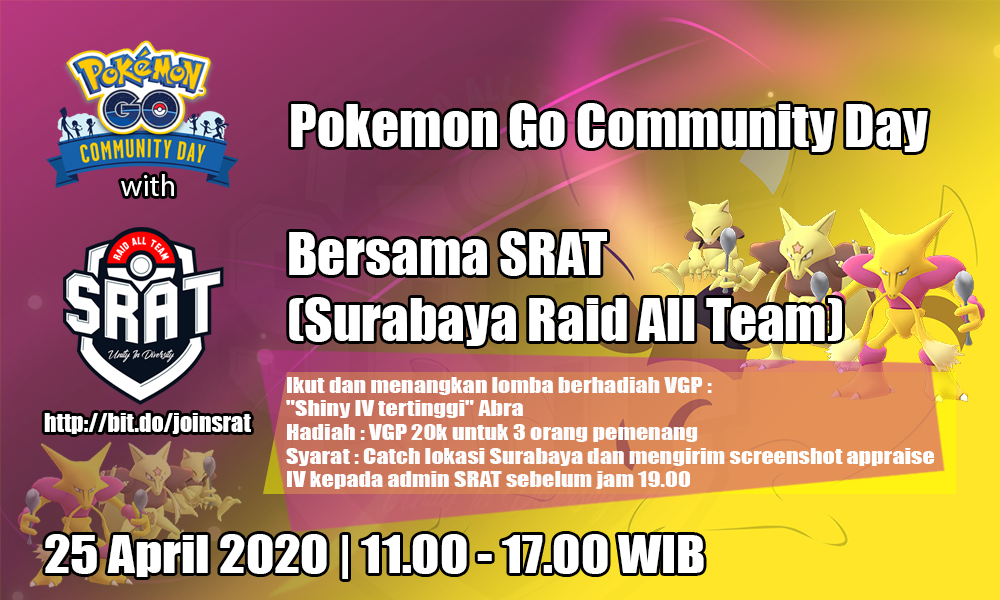 POKÉMON
GO
COMMUNITY DAY
with
Pokemon Go Community Day
RAID ALL TEAM
SRAT
Unity In Diversity
http://bit.do/joinsrat
Bersama SRAT
(Surabaya Raid All Team)
Ikut dan menangkan lomba berhadiah VGP :
"Shiny IV tertinggi" Abra
Hadiah : VGP 20k untuk 3 orang pemenang
Syarat : Catch lokasi Surabaya dan mengirim screenshot appraise
IV kepada admin SRAT sebelum jam 19.00
25 April 2020 | 11.00 - 17.00 WIB